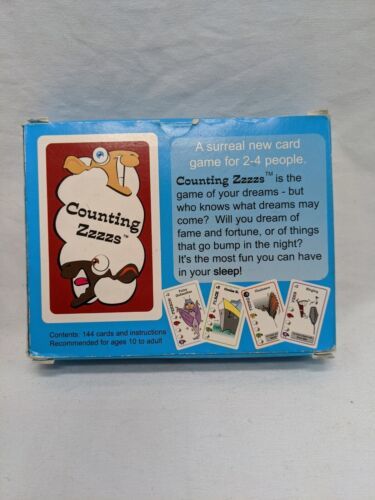 Counting
Zzzzs™
A surreal new card
game for 2-4 people.
Counting Zzzzs™ is the
game of your dreams - but
who knows what dreams may
come? Will you dream of
fame and fortune, or of things
that go bump in the night?
It's the most fun you can have
in your sleep!
Contents: 144 cards and instructions
Recommended for ages 10 to adult